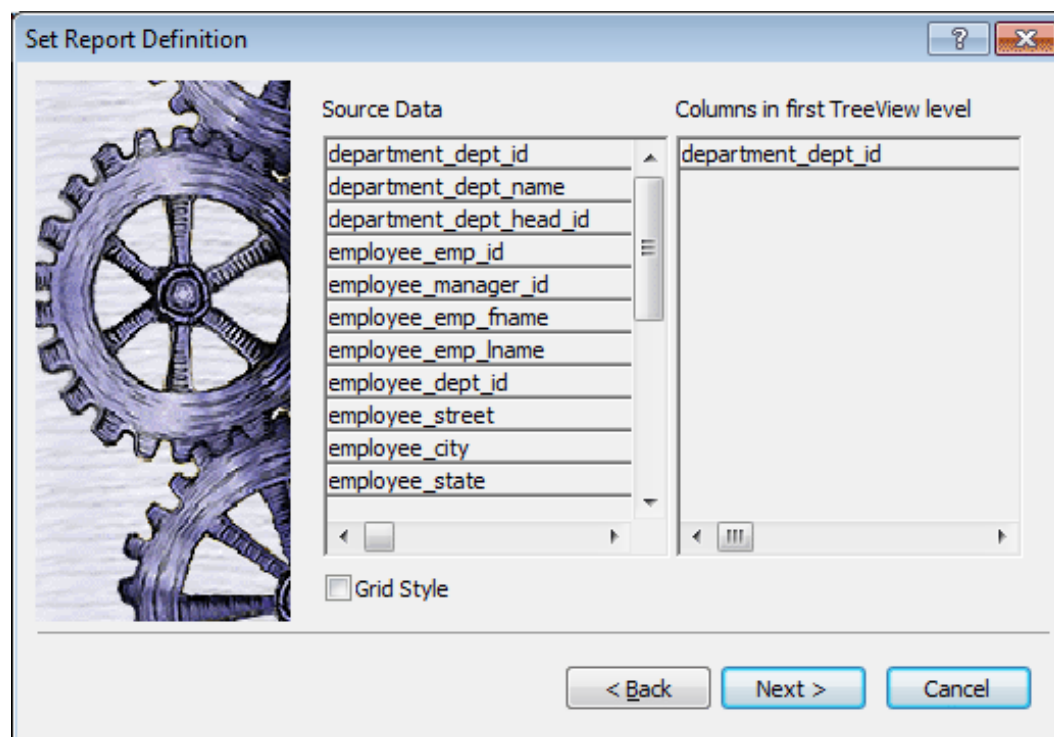 Set Report Definition
Source Data
Columns in first TreeView level
department_dept_id
department_dept_name
department_dept_head_id
employee_emp_id
employee_manager_id
employee_emp_fname
employee_emp_lname
employee_dept_id
employee_street
employee_city
employee_state
department_dept_id
Grid Style
< Back
Next >
Cancel